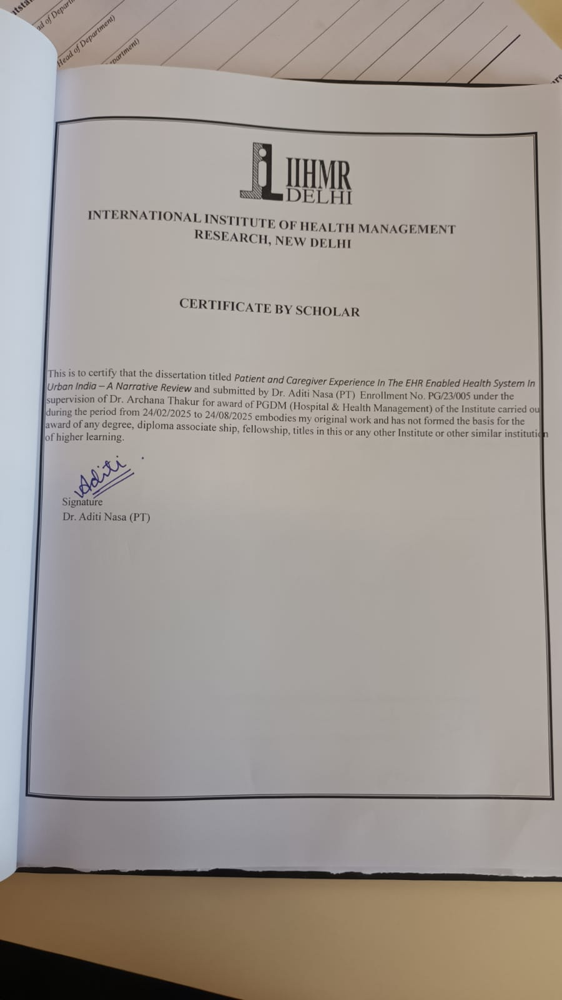 ad of Depart
Head of Department)
partment)
IIHMR
DELHI
INTERNATIONAL INSTITUTE OF HEALTH MANAGEMENT
RESEARCH, NEW DELHI
CERTIFICATE BY SCHOLAR
This is to certify that the dissertation titled Patient and Caregiver Experience In The EHR Enabled Health System In
Urban India – A Narrative Review and submitted by Dr. Aditi Nasa (PT) Enrollment No. PG/23/005 under the
supervision of Dr. Archana Thakur for award of PGDM (Hospital & Health Management) of the Institute carried ou
during the period from 24/02/2025 to 24/08/2025 embodies my original work and has not formed the basis for the
award of any degree, diploma associate ship, fellowship, titles in this or any other Institute or other similar institution
of higher learning.
Aditi
Signature
Dr. Aditi Nasa (PT)